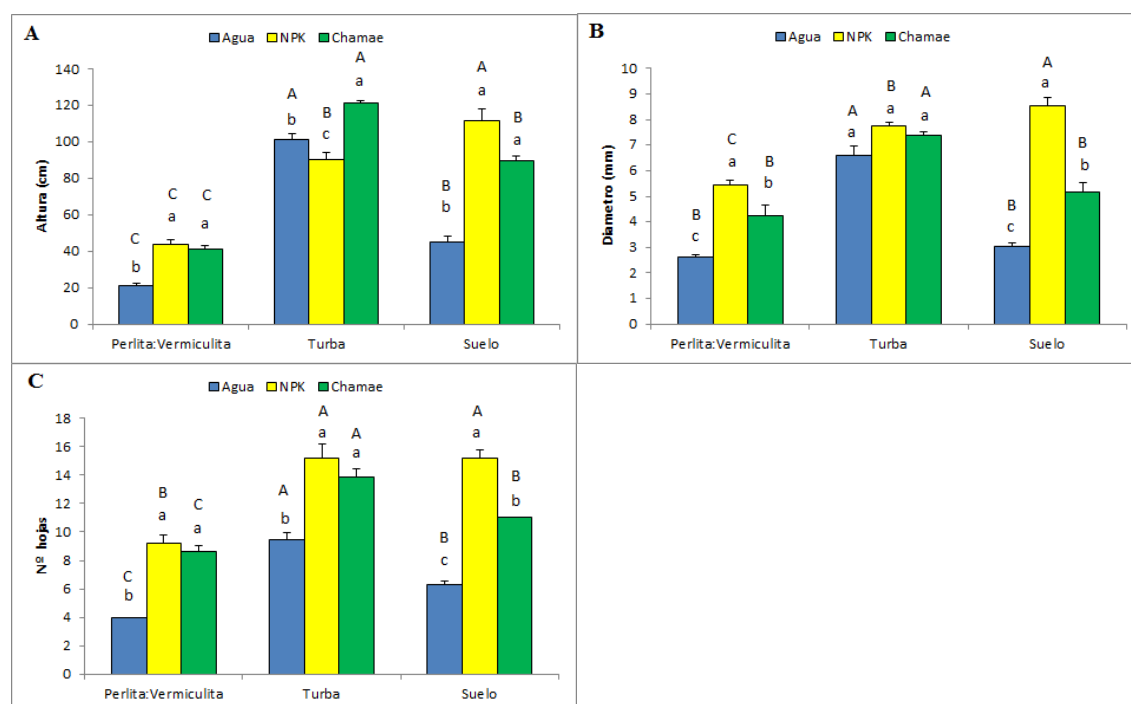 A
Agua NPK Chamae
Altura (cm)
140
120
100
80
60
40
20
0
C C C
b a a
A B A
b c a
B A B
b a a
Perlita:Vermiculita Turba Suelo
B
Agua NPK Chamae
Diametro (mm)
10
9
8
7
6
5
4
3
2
1
0
B C B
c a b
A B A
a a a
B A B
c a b
Perlita:Vermiculita Turba Suelo
C
Agua NPK Chamae
Nº hojas
18
16
14
12
10
8
6
4
2
0
C B C
b a a
A A A
b a a
B A B
c a b
Perlita:Vermiculita Turba Suelo